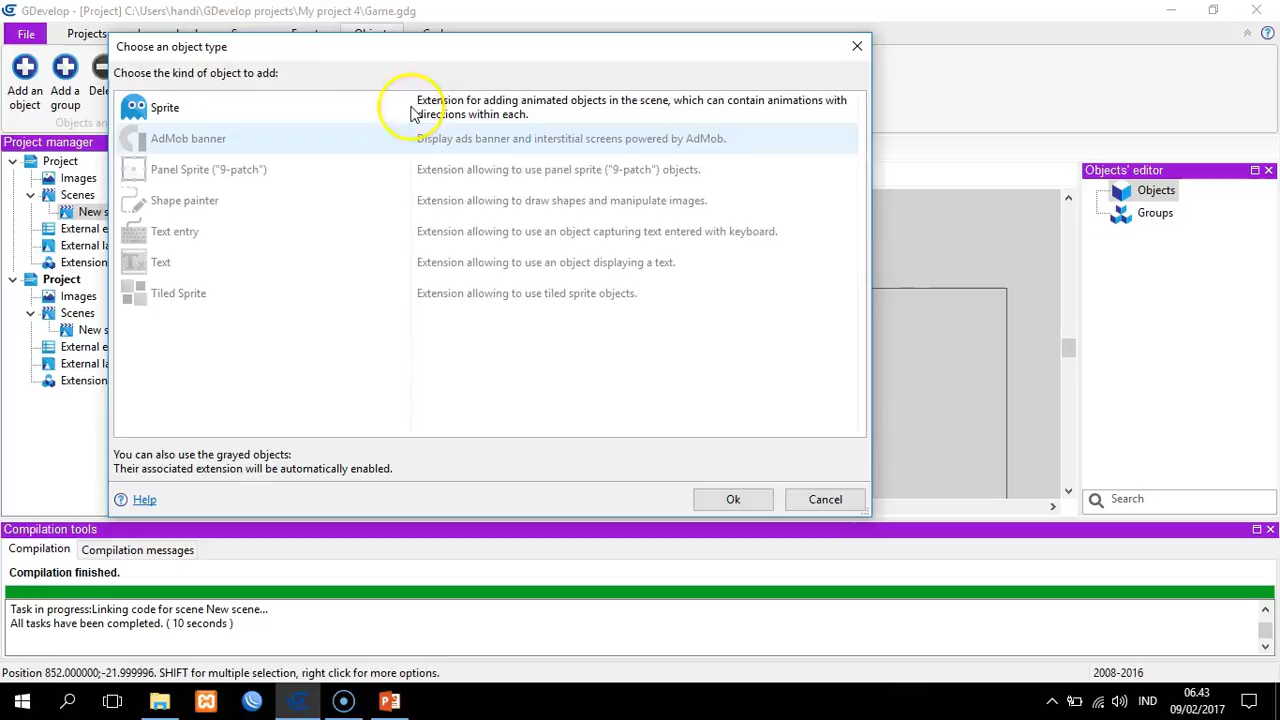 GDevelop - [Project] C:\Users\handi\GDevelop projects\My project 4\Game.gdg
File
Projects
Choose an object type
Choose the kind of object to add:
Add an object
Add a group
Sprite
Extension for adding animated objects in the scene, which can contain animations with
directions within each.
AdMob banner
Display ads banner and interstitial screens powered by AdMob.
Panel Sprite ("9-patch")
Extension allowing to use panel sprite ("9-patch") objects.
Shape painter
Extension allowing to draw shapes and manipulate images.
Text entry
Extension allowing to use an object capturing text entered with keyboard.
Text
Extension allowing to use an object displaying a text.
Tiled Sprite
Extension allowing to use tiled sprite objects.
You can also use the grayed objects:
Their associated extension will be automatically enabled.
Help
Ok
Cancel
Project manager
Project
Images
Scenes
New s
External e
External la
Extension
Project
Images
Scenes
New s
External e
External la
Extension
Objects' editor
Objects
Groups
Search
Compilation tools
Compilation
Compilation messages
Compilation finished.
Task in progress:Linking code for scene New scene...
All tasks have been completed. ( 10 seconds )
Position 852.000000;-21.999996. SHIFT for multiple selection, right click for more options.
2008-2016
IND
06.43
09/02/2017